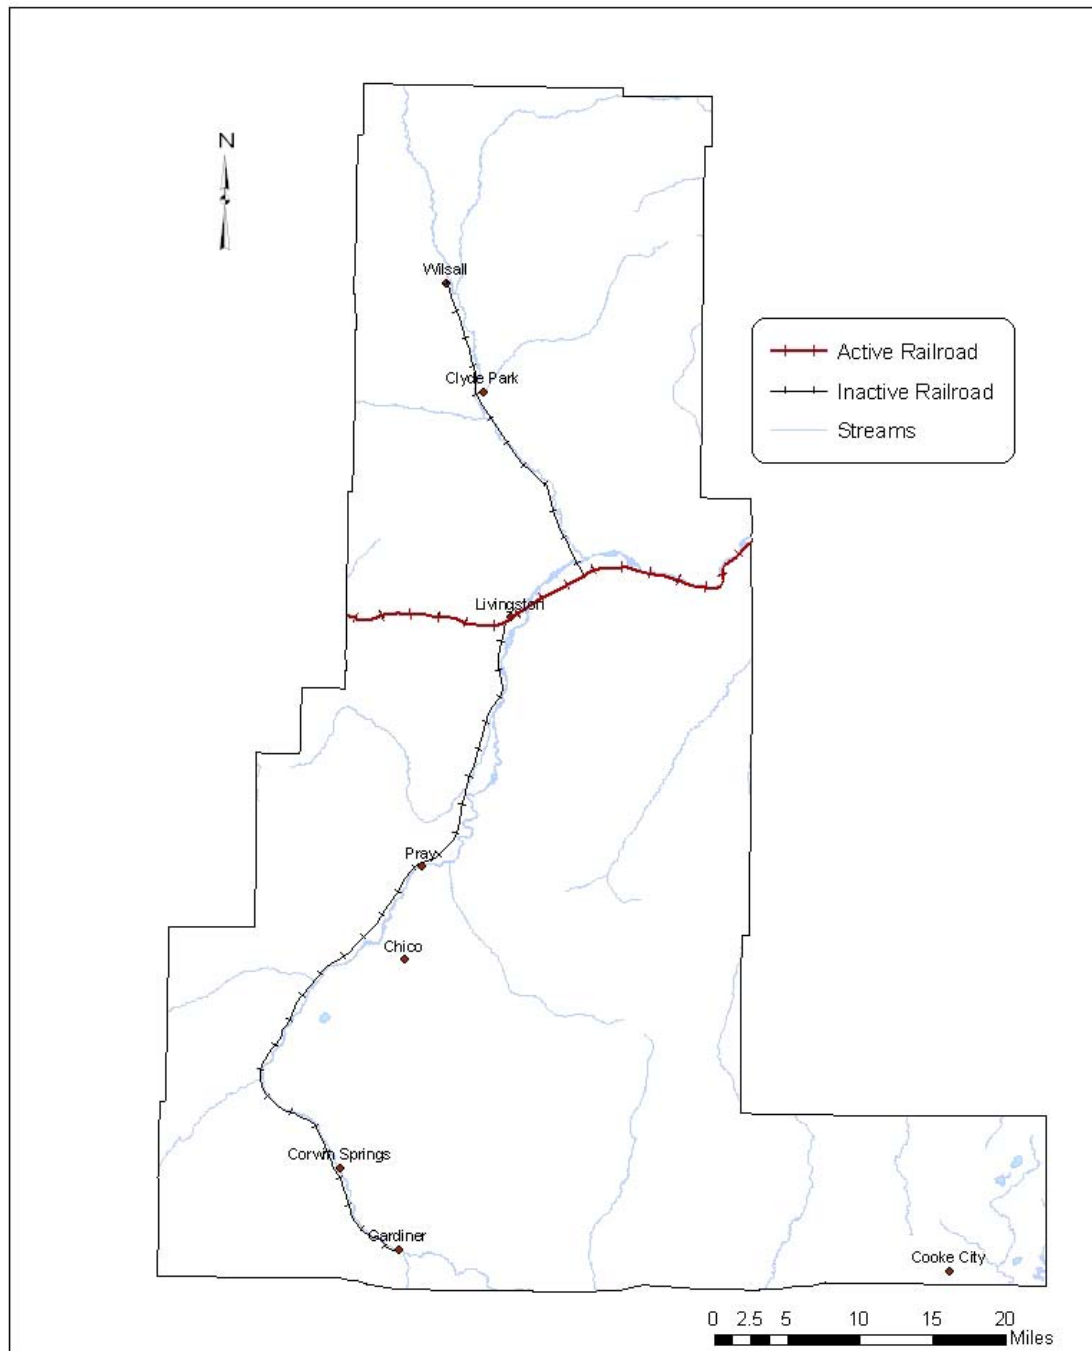 N
Wilsall
Clyde Park
Active Railroad
Inactive Railroad
Streams
Livingston
Pray
Chico
Corwin Springs
Gardiner
Cooke City
0 2.5 5 10 15 20
Miles